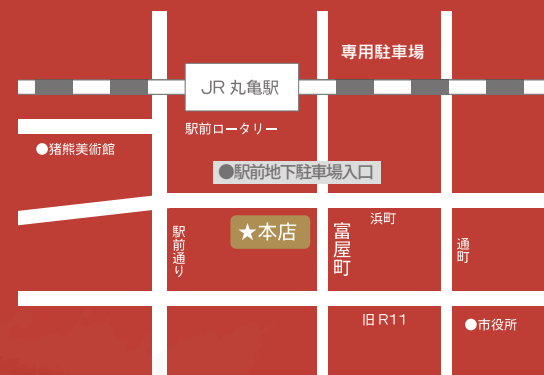 専用駐車場
JR 丸亀駅
駅前ロータリー
●猪熊美術館
●駅前地下駐車場入口
浜町
★本店
駅前通り
富屋町
通町
旧 R11
●市役所